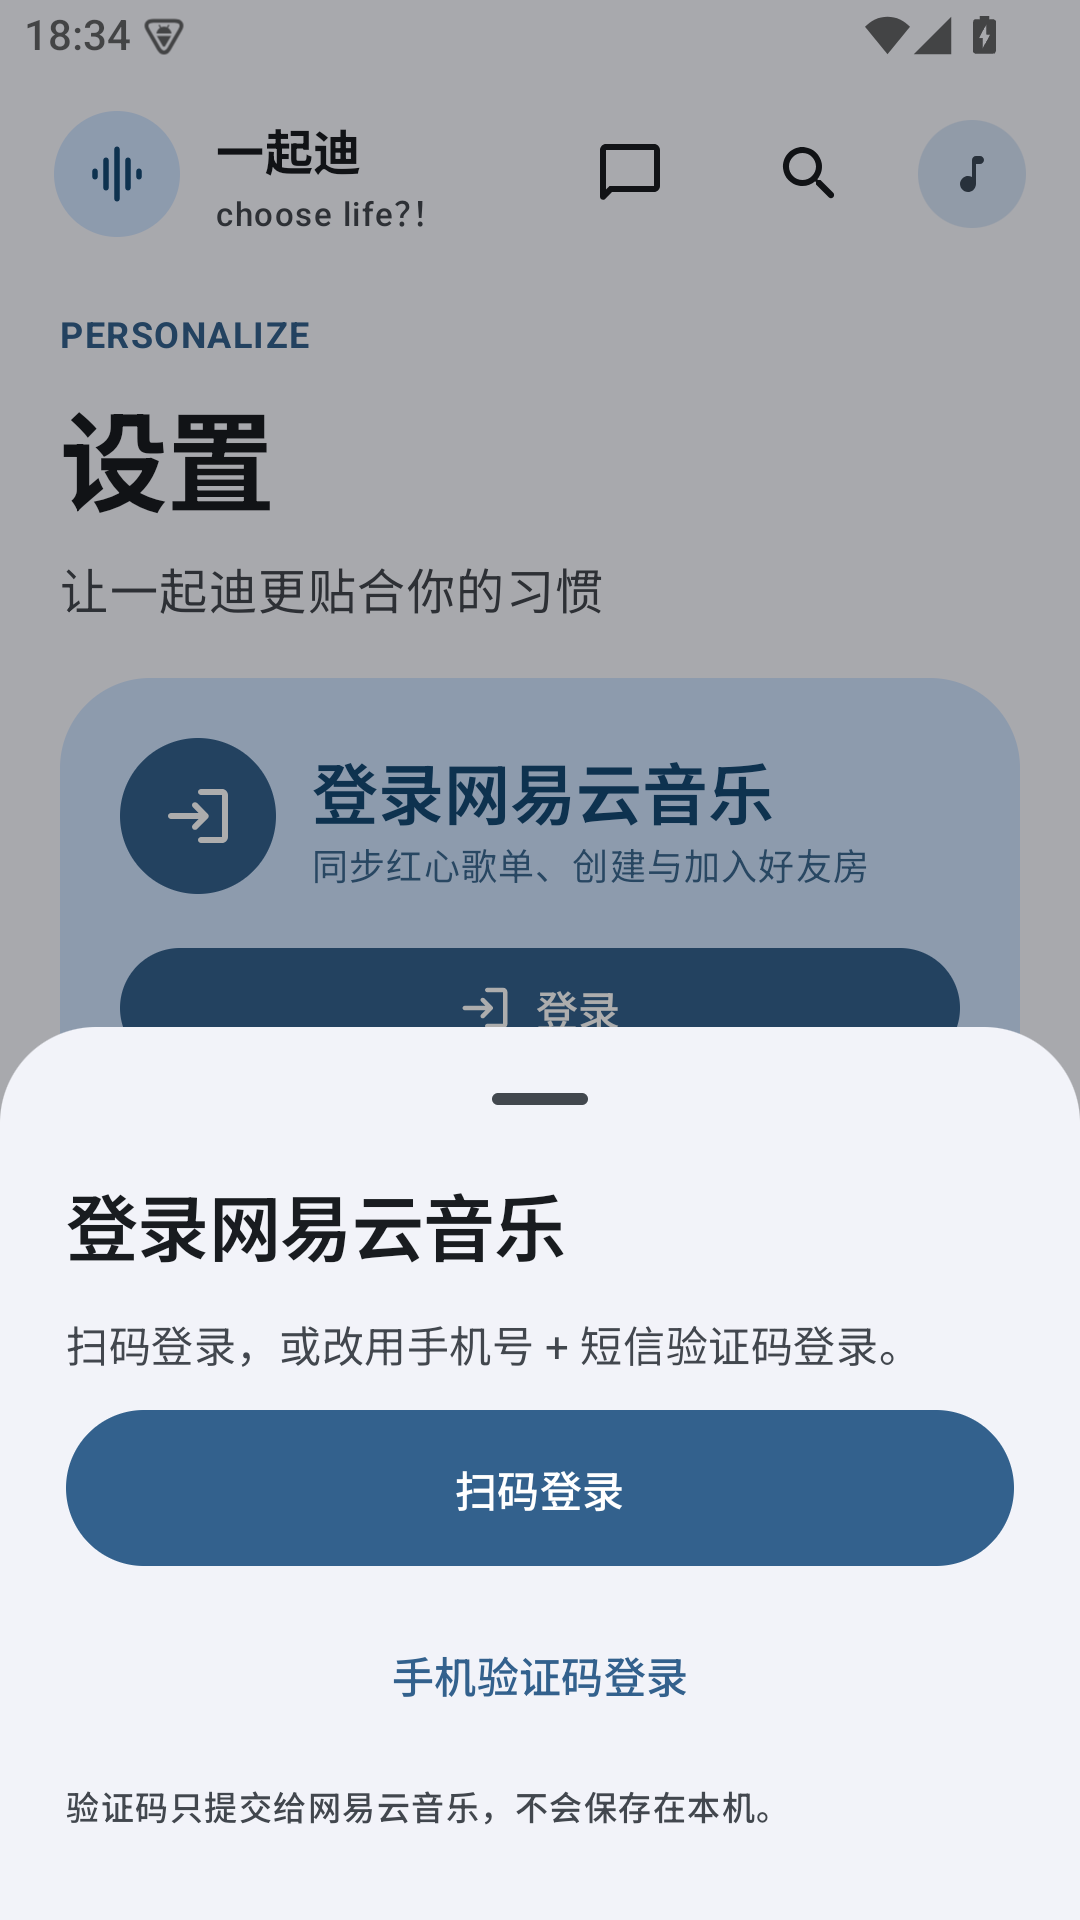 18:34
一起迪
choose life?!
PERSONALIZE
设置
让一起迪更贴合你的习惯
登录网易云音乐
同步红心歌单、创建与加入好友房
登录
登录网易云音乐
扫码登录，或改用手机号 + 短信验证码登录。
扫码登录
手机验证码登录
验证码只提交给网易云音乐，不会保存在本机。